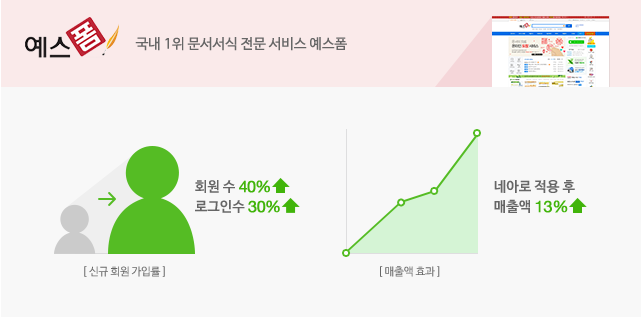 예스폼
국내 1위 문서서식 전문 서비스 예스폼
회원 수 40%
로그인수 30%
[ 신규 회원 가입률 ]
네아로 적용 후
매출액 13%
[ 매출액 효과 ]